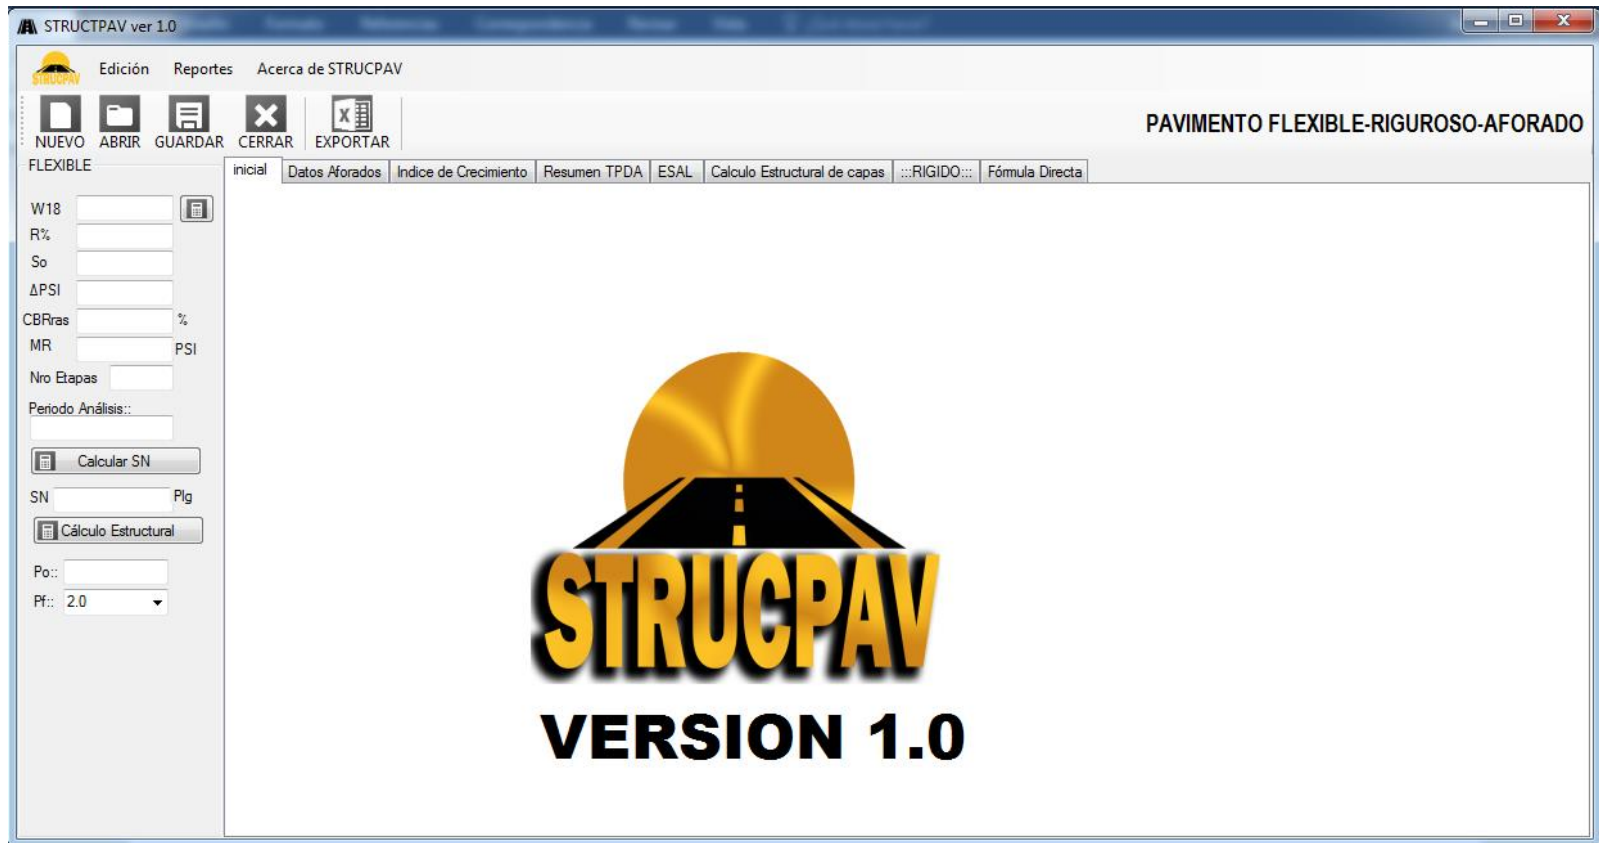 STRUCTPAV ver 1.0
STRUCPAV Edición Reportes Acerca de STRUCPAV
NUEVO ABRIR GUARDAR CERRAR EXPORTAR
PAVIMENTO FLEXIBLE-RIGUROSO-AFORADO
FLEXIBLE
inicial Datos Aforados Indice de Crecimiento Resumen TPDA ESAL Calculo Estructural de capas :::RIGIDO::: Fórmula Directa
W18
R%
So
ΔPSI
CBRras %
MR PSI
Nro Etapas
Periodo Análisis::
Calcular SN
SN Plg
Cálculo Estructural
Po::
Pf:: 2.0
STRUCPAV
VERSION 1.0